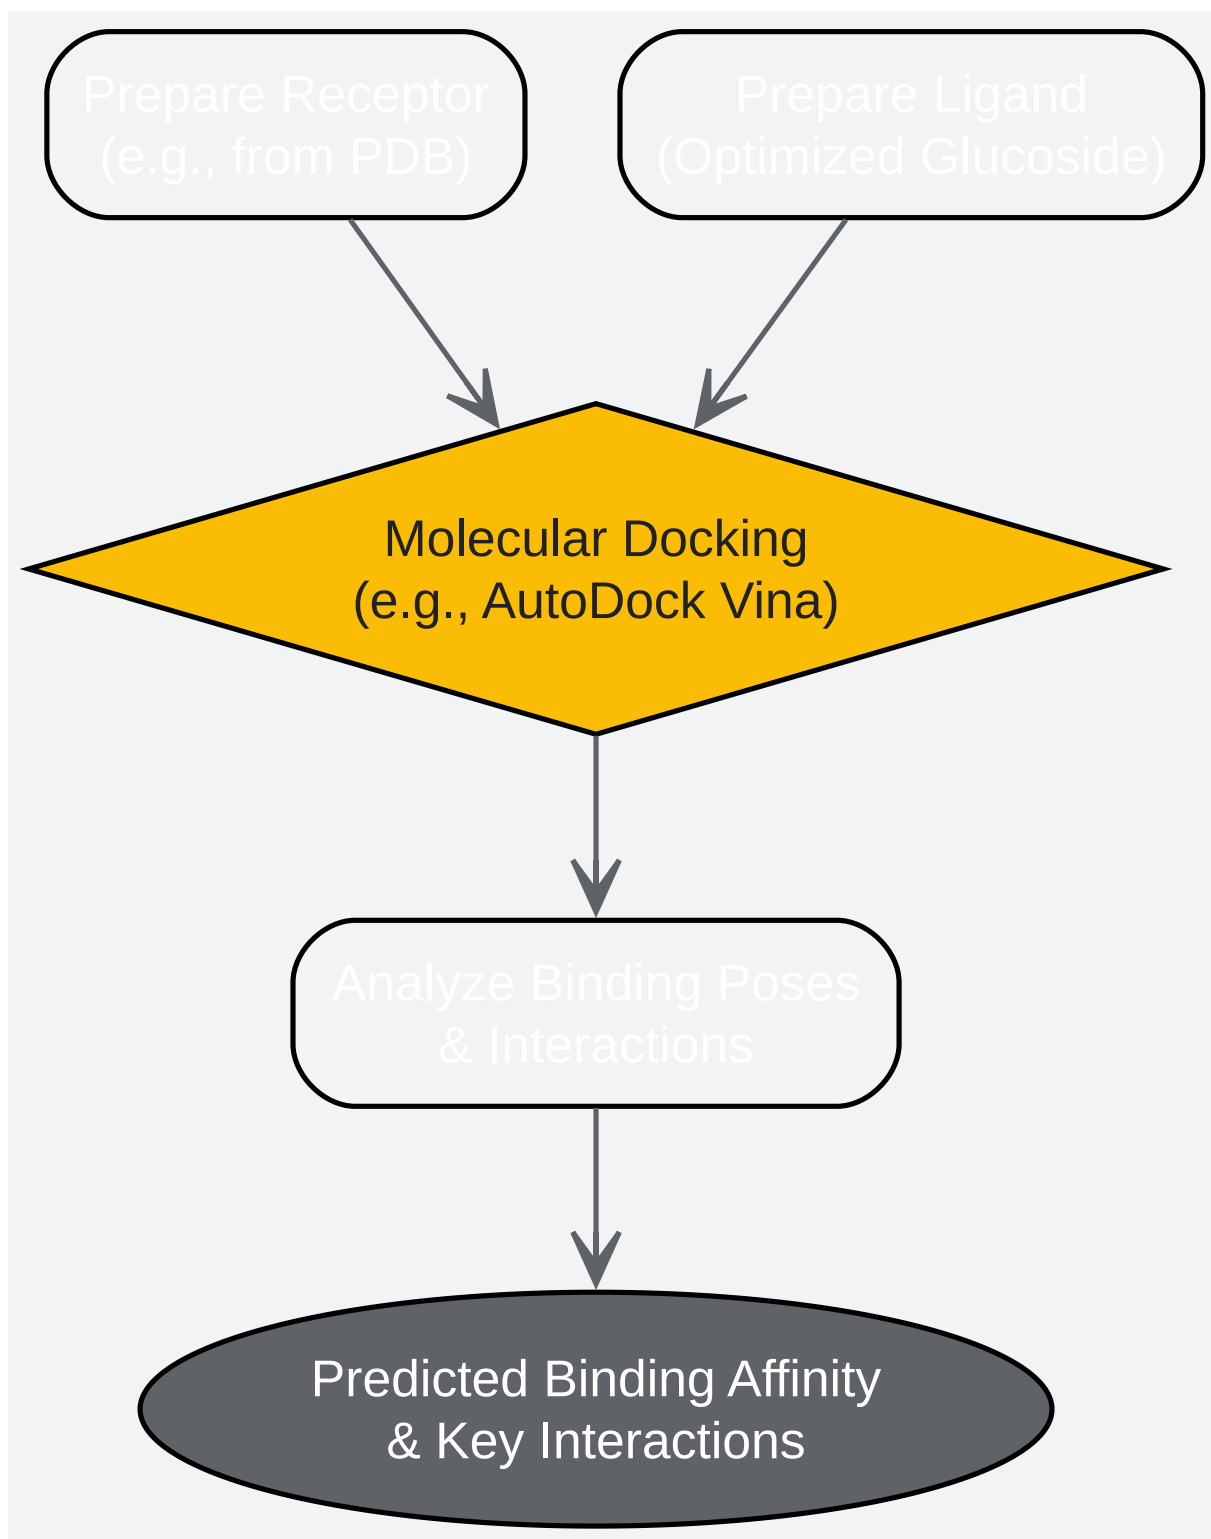 Prepare Receptor
(e.g., from PDB)
Prepare Ligand
(Optimized Glucoside)
Molecular Docking
(e.g., AutoDock Vina)
Analyze Binding Poses
& Interactions
Predicted Binding Affinity
& Key Interactions